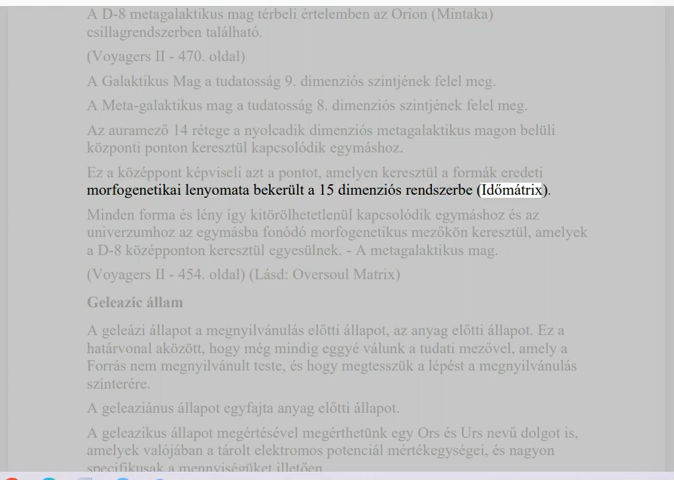 A D-8 metagalaktikus mag térbeli értelemben az Orion (Mintaka)
csillagrendszerben található.
(Voyagers II - 470. oldal)
A Galaktikus Mag a tudatosság 9. dimenziós szintjének felel meg.
A Meta-galaktikus mag a tudatosság 8. dimenziós szintjének felel meg.
Az auramező 14 rétege a nyolcadik dimenziós metagalaktikus magon belüli
központi ponton keresztül kapcsolódik egymáshoz.
Ez a középpont képviseli azt a pontot, amelyen keresztül a formák eredeti
morfogenetikai lenyomata bekerült a 15 dimenziós rendszerbe (Időmátrix).
Minden forma és lény így kitörölhetetlenül kapcsolódik egymáshoz és az
univerzumhoz az egymásba fonódó morfogenetikus mezőkön keresztül, amelyek
a D-8 középponton keresztül egyesülnek. - A metagalaktikus mag.
(Voyagers II - 454. oldal) (Lásd: Oversoul Matrix)
Geleazic állam
A geleázi állapot a megnyilvánulás előtti állapot, az anyag előtti állapot. Ez a
határvonal aközött, hogy még mindig eggyé válunk a tudati mezővel, amely a
Forrás nem megnyilvánult teste, és hogy megtesszük a lépést a megnyilvánulás
színterére.
A geleaziánus állapot egyfajta anyag előtti állapot.
A geleazikus állapot megértésével megérthetünk egy Ors és Urs nevű dolgot is,
amelyek valójában a tárolt elektromos potenciál mértékegységei, és nagyon
specifikusak a mennyiségüket illetően.